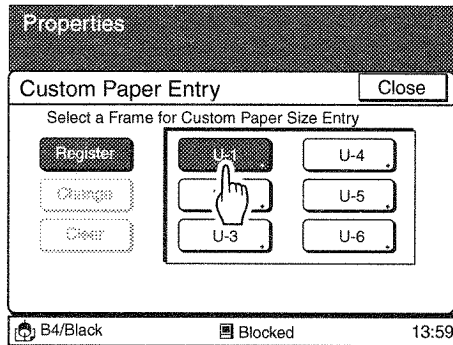 Properties
Custom Paper Entry
Close
Select a Frame for Custom Paper Size Entry
Register
U-1
U-4
Change
U-5
Clear
U-3
U-6
B4/Black
Blocked
13:59